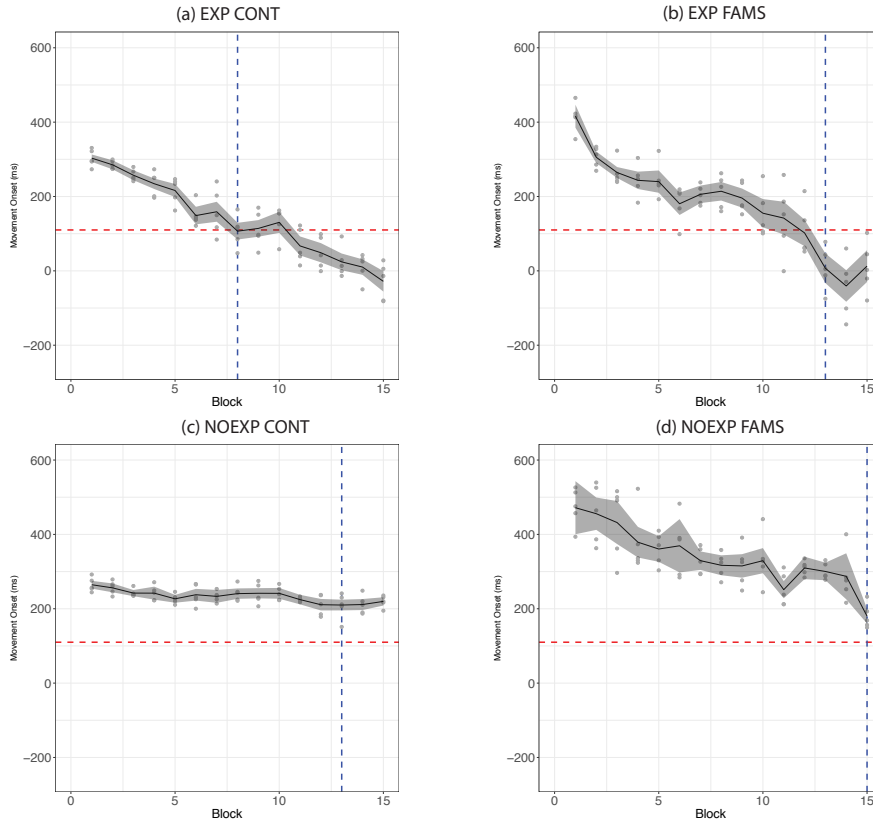 (a) EXP CONT
600
400
200
0
−200
Movement Onset (ms)
0 5 10 15
Block
(b) EXP FAMS
600
400
200
0
−200
Movement Onset (ms)
0 5 10 15
Block
(c) NOEXP CONT
600
400
200
0
−200
Movement Onset (ms)
0 5 10 15
Block
(d) NOEXP FAMS
600
400
200
0
−200
Movement Onset (ms)
0 5 10 15
Block